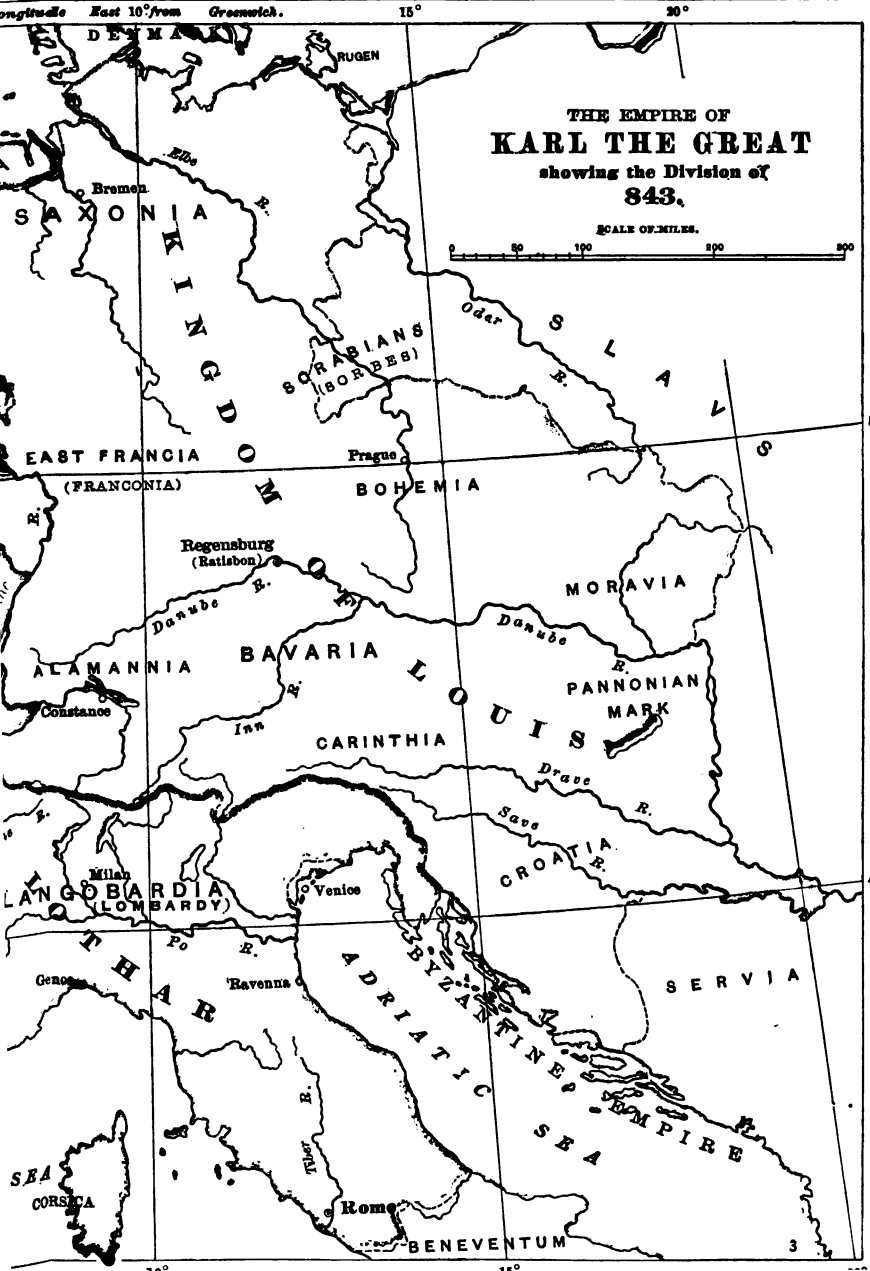 ongitude East 10° from Greenwich.
15°
20°
DENMA
RUGEN
THE EMPIRE OF
KARL THE GREAT
showing the Division of
843.
SCALE OF MILES.
0 50 100 200 300
Elbe
R.
Bremen
SAXONIA
KINGDOM
OF
LOUIS
Oder
R.
SLAVS
SORABIANS
(SORBES)
EAST FRANCIA
(FRANCONIA)
Prague
BOHEMIA
R.
Regensburg
(Ratisbon)
MORAVIA
Danube R.
Danube
R.
ALAMANNIA
BAVARIA
PANNONIAN
MARK
Constance
Inn
R.
CARINTHIA
Drave
R.
Save
R.
CROATIA
R.
Milan
LANGOBARDIA
(LOMBARDY)
Venice
LOTHAR
Po R.
Genoa
Ravenna
SERVIA
ADRIATIC
SEA
BYZANTINE
EMPIRE
Tiber
R.
SEA
CORSICA
Rome
BENEVENTUM
3
15°